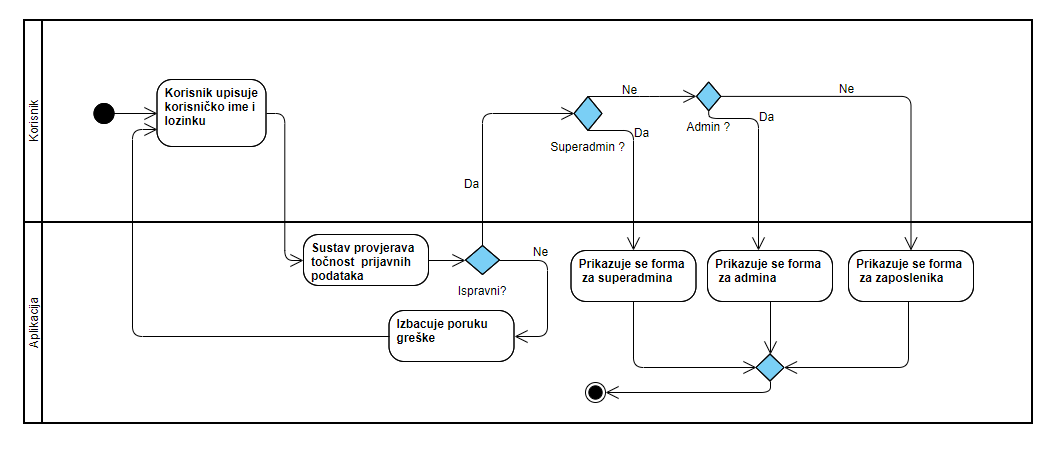 Korisnik
Korisnik upisuje
korisničko ime i
lozinku
Ne
Ne
Da
Da
Admin ?
Superadmin ?
Da
Aplikacija
Sustav provjerava
točnost  prijavnih
podataka
Ne
Ispravni?
Prikazuje se forma
za superadmina
Prikazuje se forma
za admina
Prikazuje se forma
za zaposlenika
Izbacuje poruku
greške